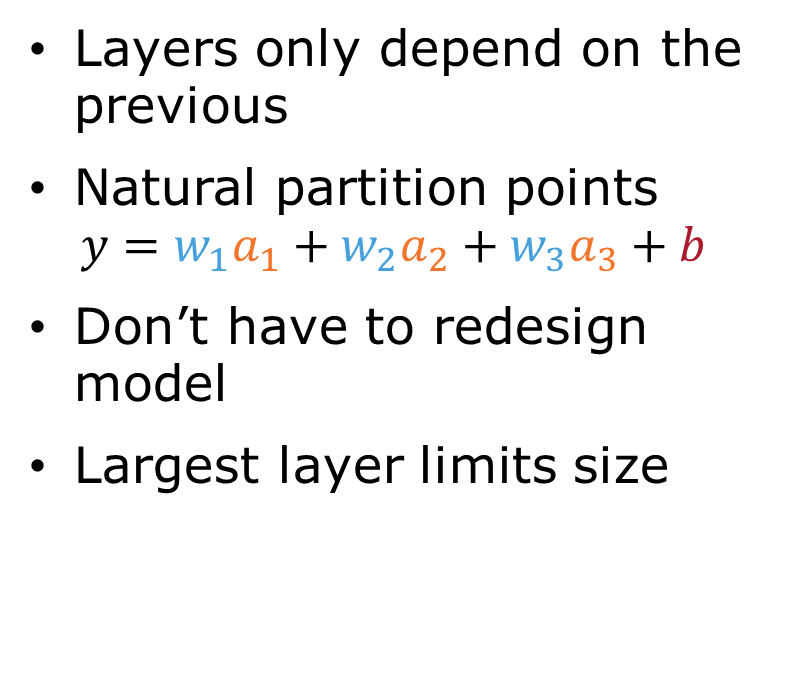 • Layers only depend on the
previous
• Natural partition points
y = w₁a₁ + w₂a₂ + w₃a₃ + b
• Don’t have to redesign
model
• Largest layer limits size